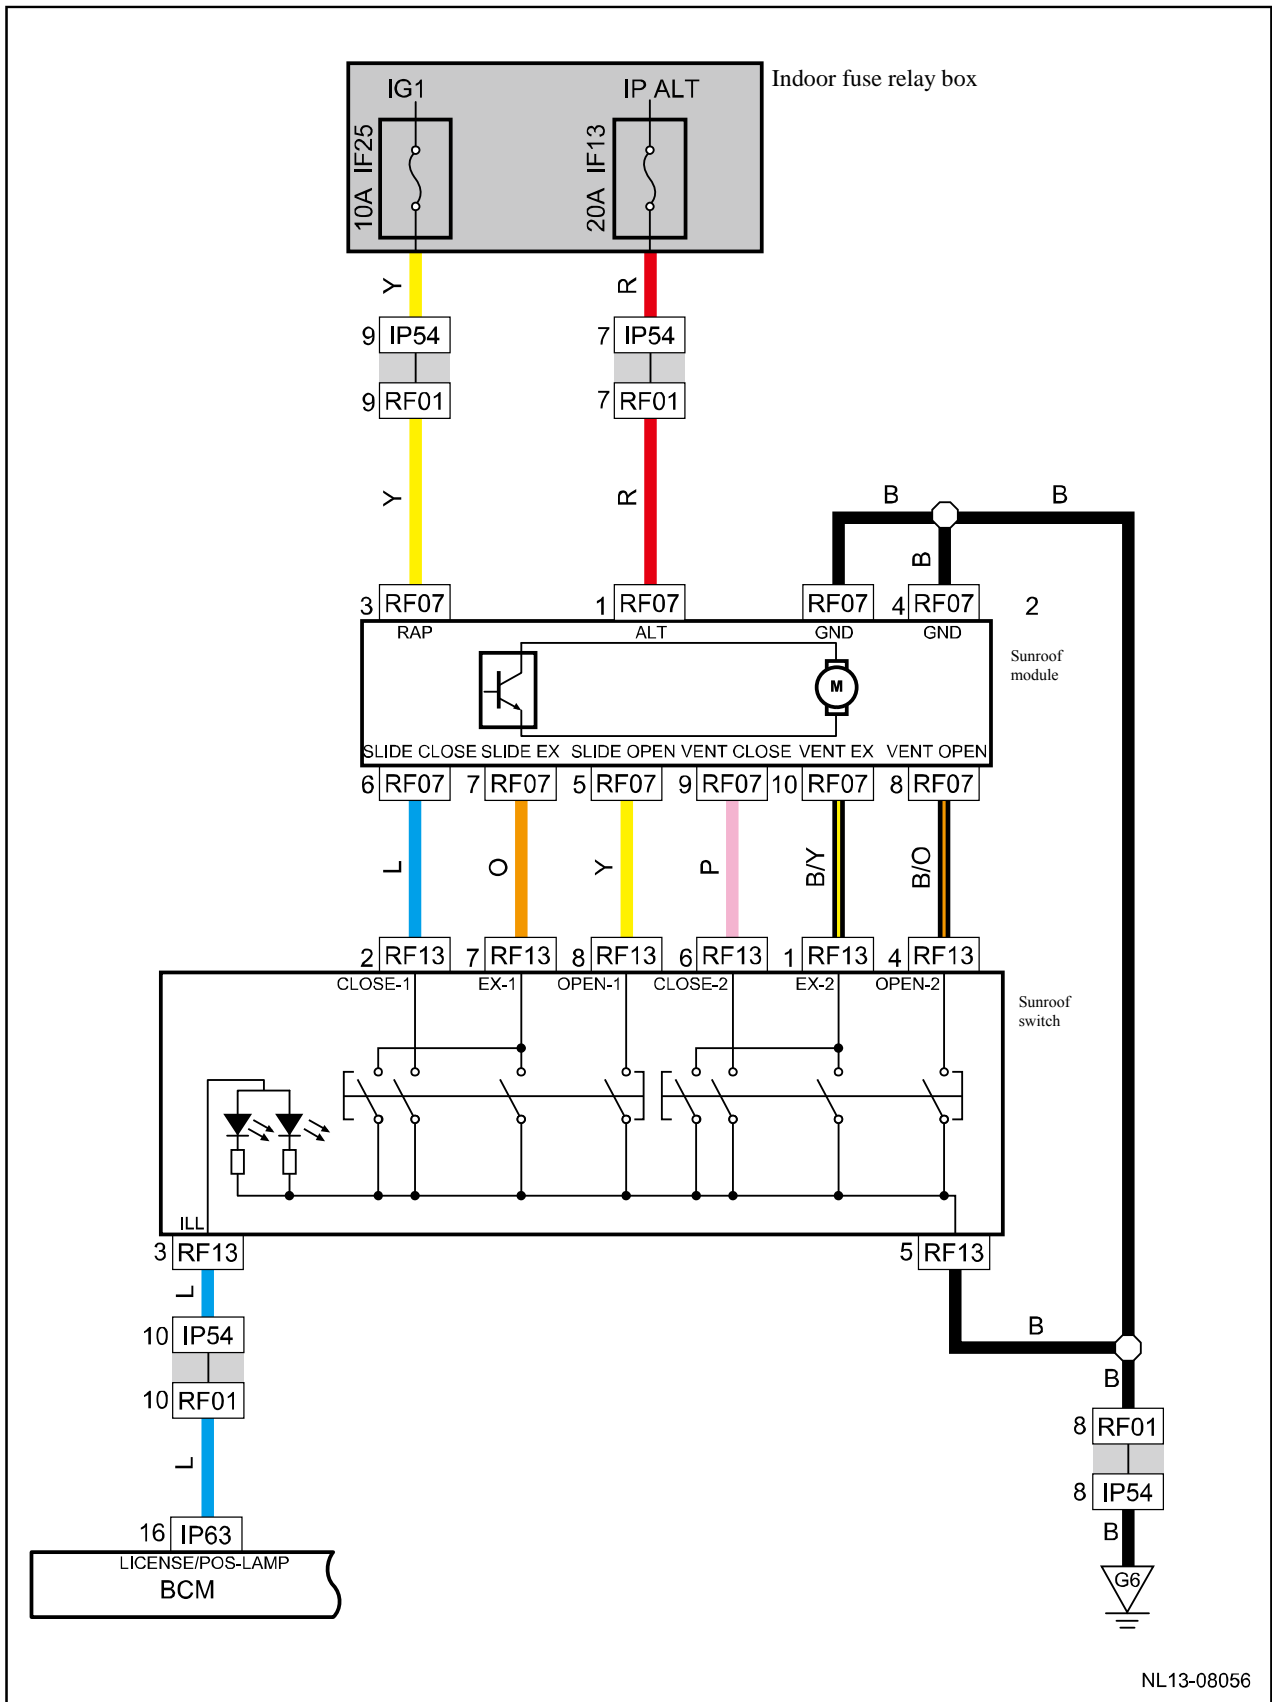 Indoor fuse relay box
IG1 IP ALT
10A IF25 20A IF13
Y R
9 IP54 7 IP54
9 RF01 7 RF01
Y R B B
B
3 RF07 1 RF07 RF07 4 RF07 2
RAP ALT GND GND
Sunroof
module
M
SLIDE CLOSE SLIDE EX SLIDE OPEN VENT CLOSE VENT EX VENT OPEN
6 RF07 7 RF07 5 RF07 9 RF07 10 RF07 8 RF07
L O Y P B/Y B/O
2 RF13 7 RF13 8 RF13 6 RF13 1 RF13 4 RF13
CLOSE-1 EX-1 OPEN-1 CLOSE-2 EX-2 OPEN-2
Sunroof
switch
ILL
3 RF13 5 RF13
L B
10 IP54
B
10 RF01 8 RF01
L
8 IP54
16 IP63 B
LICENSE/POS-LAMP
BCM
G6
NL13-08056